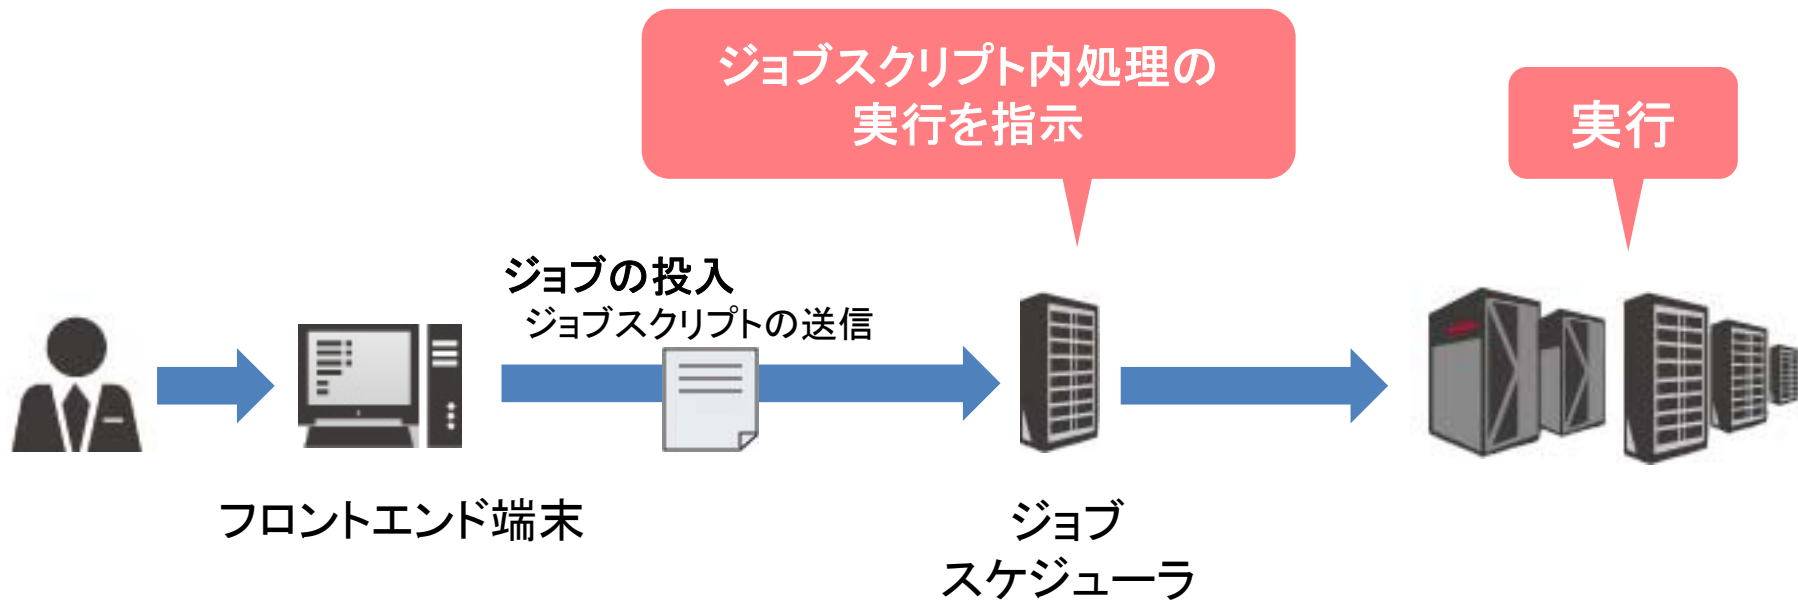 ジョブスクリプト内処理の
実行を指示
実行
ジョブの投入
ジョブスクリプトの送信
フロントエンド端末
ジョブ
スケジューラ